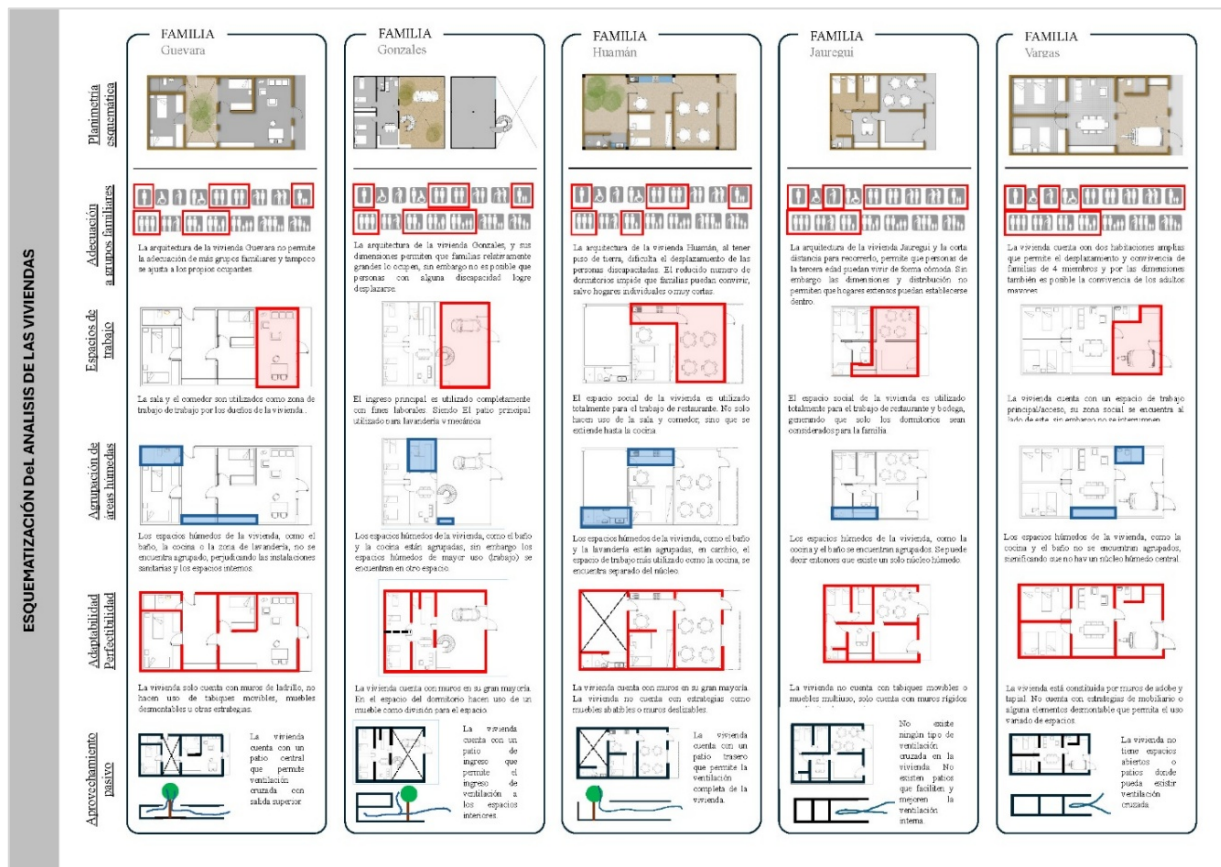 ESQUEMATIZACIÓN DeL ANALISIS DE LAS VIVIENDAS
Planimetría
esquemática
Adecuación
a grupos familiares
Espacios de
trabajo
Agrupación de
áreas húmedas
Adaptabilidad
Perfectibilidad
Aprovechamiento
pasivo
FAMILIA
Guevara
La arquitectura de la vivienda Guevara no permite
la adecuación de más grupos familiares y tampoco
se ajusta a los propios ocupantes.
La sala y el comedor son utilizados como zona de
trabajo de trabajo por los dueños de la vivienda..
Los espacios húmedos de la vivienda, como el
baño, la cocina o la zona de lavandería, no se
encuentra agrupado, perjudicando las instalaciones
sanitarias y los espacios internos.
La vivienda solo cuenta con muros de ladrillo, no
hacen uso de tabiques movibles, muebles
desmontables u otras estrategias.
La vivienda
cuenta con un
patio central
que permite
ventilación
cruzada con
salida superior
FAMILIA
Gonzales
La arquitectura de la vivienda Gonzales, y sus
dimensiones permiten que familias relateramente
grandes lo ocupen, sin embargo no es posible que
personas con alguna discapacidad logre
desplazarse.
El ingreso principal es utilizado completamente
con fines laborales. Siendo El patio principal
utilizado para lavandería y mecánica
Los espacios húmedos de la vivienda, como el baño
y la cocina están agrupadas, sin embargo los
espacios húmedos de mayor uso (trabajo) se
encuentran en otro espacio.
La vivienda cuenta con muros en su gran mayoría.
En el espacio del dormitorio hacen uso de un
mueble como división para el espacio.
La vivienda
cuenta con un
patio de
ingreso que
permite el
ingreso de
ventilación a
los espacios
interiores.
FAMILIA
Huamán
La arquitectura de la vivienda Huamán, al tener
piso de tierra, dificulta el desplazamiento de las
personas discapacitadas. El reducido numero de
dormitorios impide que familias puedan convivir,
salvo hogares individuales o muy cortas.
El espacio social de la vivienda es utilizado
totalmente para el trabajo de restaurante. No solo
hacen uso de la sala y comedor, sino que se
extiende hasta la cocina
Los espacios húmedos de la vivienda, como el baño
y la lavandería están agrupadas, en cambio, el
espacio de trabajo más utilizado como la cocina, se
encuentra separado del núcleo.
La vivienda cuenta con muros en su gran mayoría.
La vivienda no cuenta con estrategias como
muebles abatibles o muros deslizables.
La vivienda
cuenta con un
patio trasero
que permite la
ventilación
completa de la
vivienda.
FAMILIA
Jauregui
La arquitectura de la vivienda Jauregui y la corta
distancia para recorrerlo, permite que personas de
la tercera edad puedan vivir de forma cómoda. Sin
embargo las dimensiones y distribución no
permiten que hogares extensos puedan establecerse
dentro.
El espacio social de la vivienda es utilizado
totalmente para el trabajo de restaurante y bodega,
generando que solo los dormitorios sean
considerados para la familia.
Los espacios húmedos de la vivienda, como la
cocina y el baño se encuentran agrupados. Se puede
decir entonces que existe un solo núcleo húmedo.
La vivienda no cuenta con tabiques movibles o
muebles multiuso, solo cuenta con muros rígidos
No existe
ningún tipo de
ventilación
cruzada en la
vivienda. No
existen patios
que faciliten y
mejoren la
ventilación
interna.
FAMILIA
Vargas
La vivienda cuenta con dos habitaciones amplias
que permite el desplazamiento y convivencia de
familias de 4 miembros y por las dimensiones
también es posible la convivencia de los adultos
mayores
La vivienda cuenta con un espacio de trabajo
principal/acceso, su zona social se encuentra al
lado de este, sin embargo no se interrumpen
Los espacios húmedos de la vivienda, como la
cocina y el baño no se encuentran agrupados,
significando que no hay un núcleo húmedo central.
La vivienda está constituida por muros de adobe y
tapial. No cuenta con estrategias de mobiliario o
alguna elementos desmontable que permita el uso
variado de espacios.
La vivienda no
tiene espacios
abiertos o
patios donde
pueda existir
ventilación
cruzada.